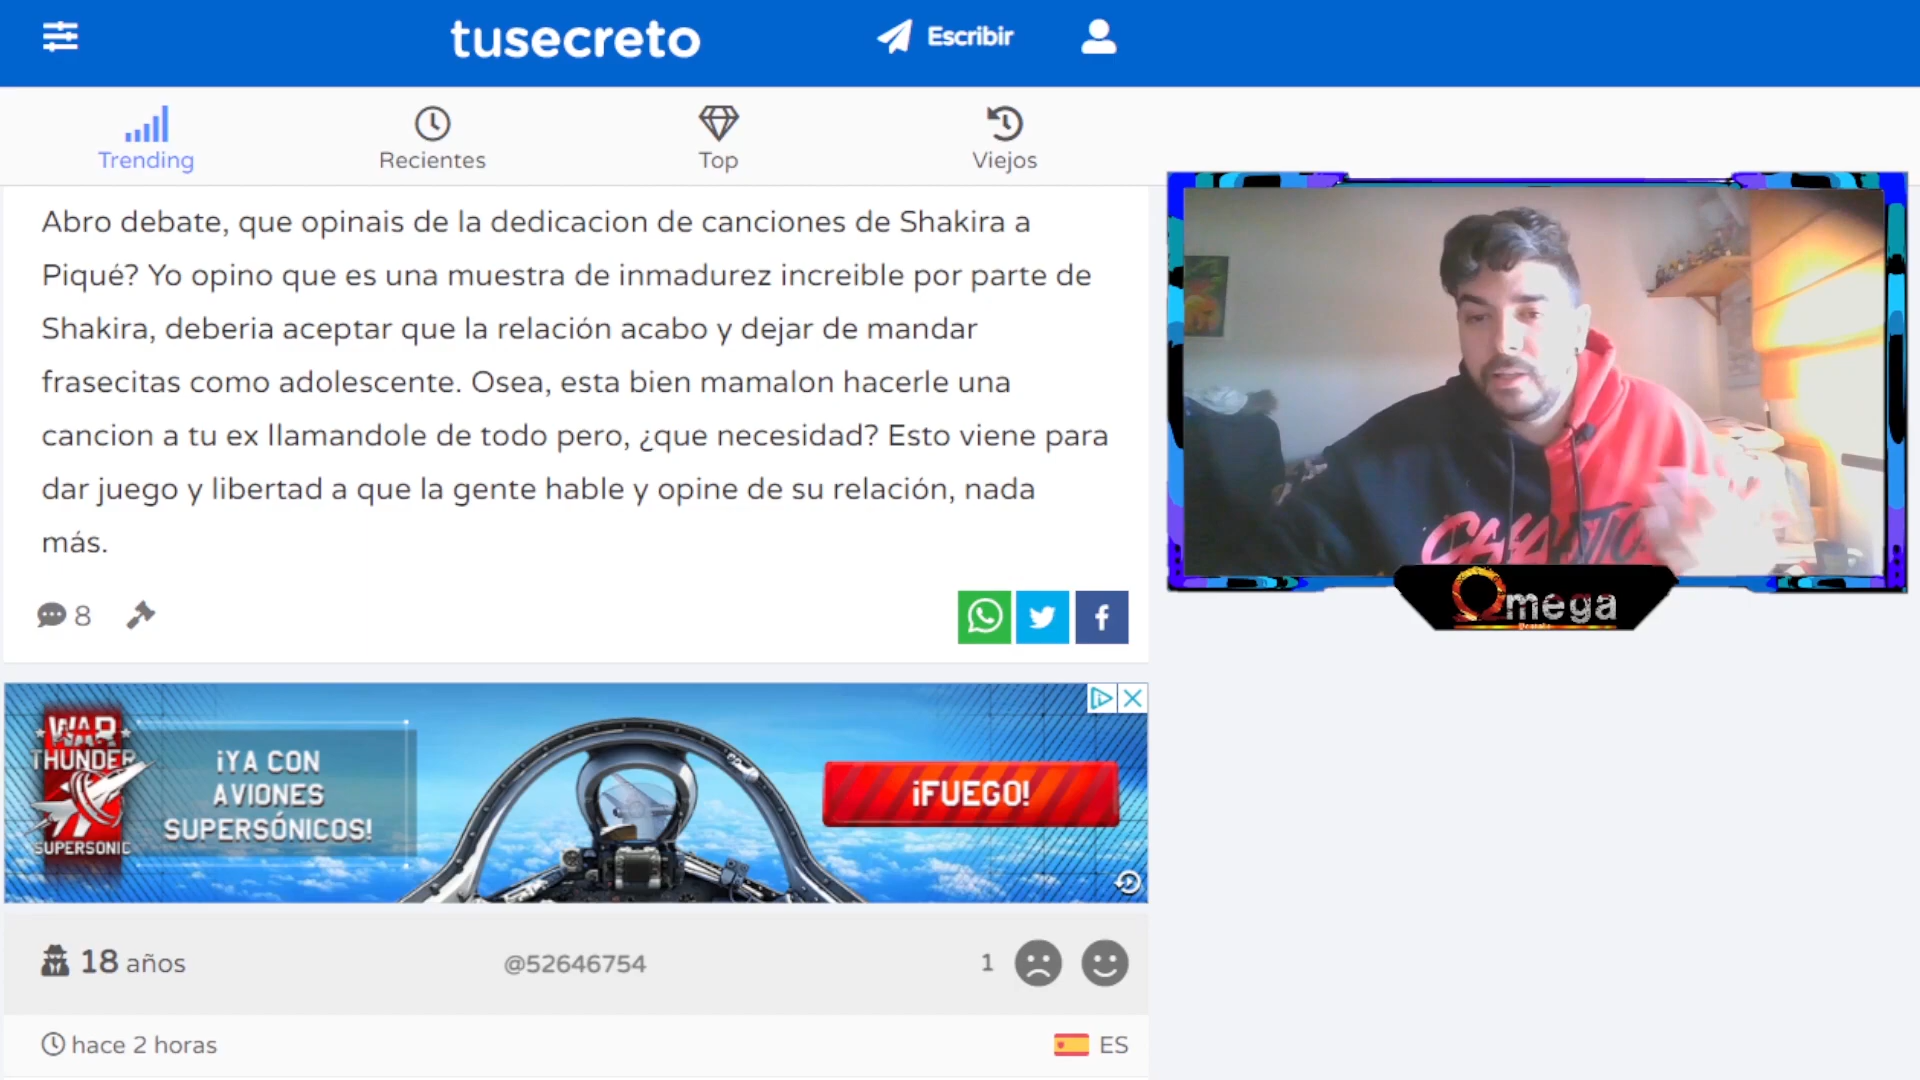 tusecreto
Escribir
Trending
Recientes
Top
Viejos
Abro debate, que opinais de la dedicacion de canciones de Shakira a
Piqué? Yo opino que es una muestra de inmadurez increible por parte de
Shakira, deberia aceptar que la relación acabo y dejar de mandar
frasecitas como adolescente. Osea, esta bien mamalon hacerle una
cancion a tu ex llamandole de todo pero, ¿que necesidad? Esto viene para
dar juego y libertad a que la gente hable y opine de su relación, nada
más.
8
WAR
THUNDER
SUPERSONIC
¡YA CON
AVIONES
SUPERSÓNICOS!
¡FUEGO!
Omega
18 años
@52646754
1
hace 2 horas
ES